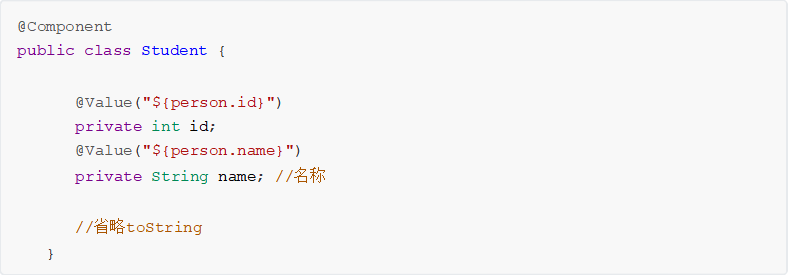 @Component
public class Student {
@Value("${person.id}")
private int id;
@Value("${person.name}")
private String name; //名称
//省略toString
}